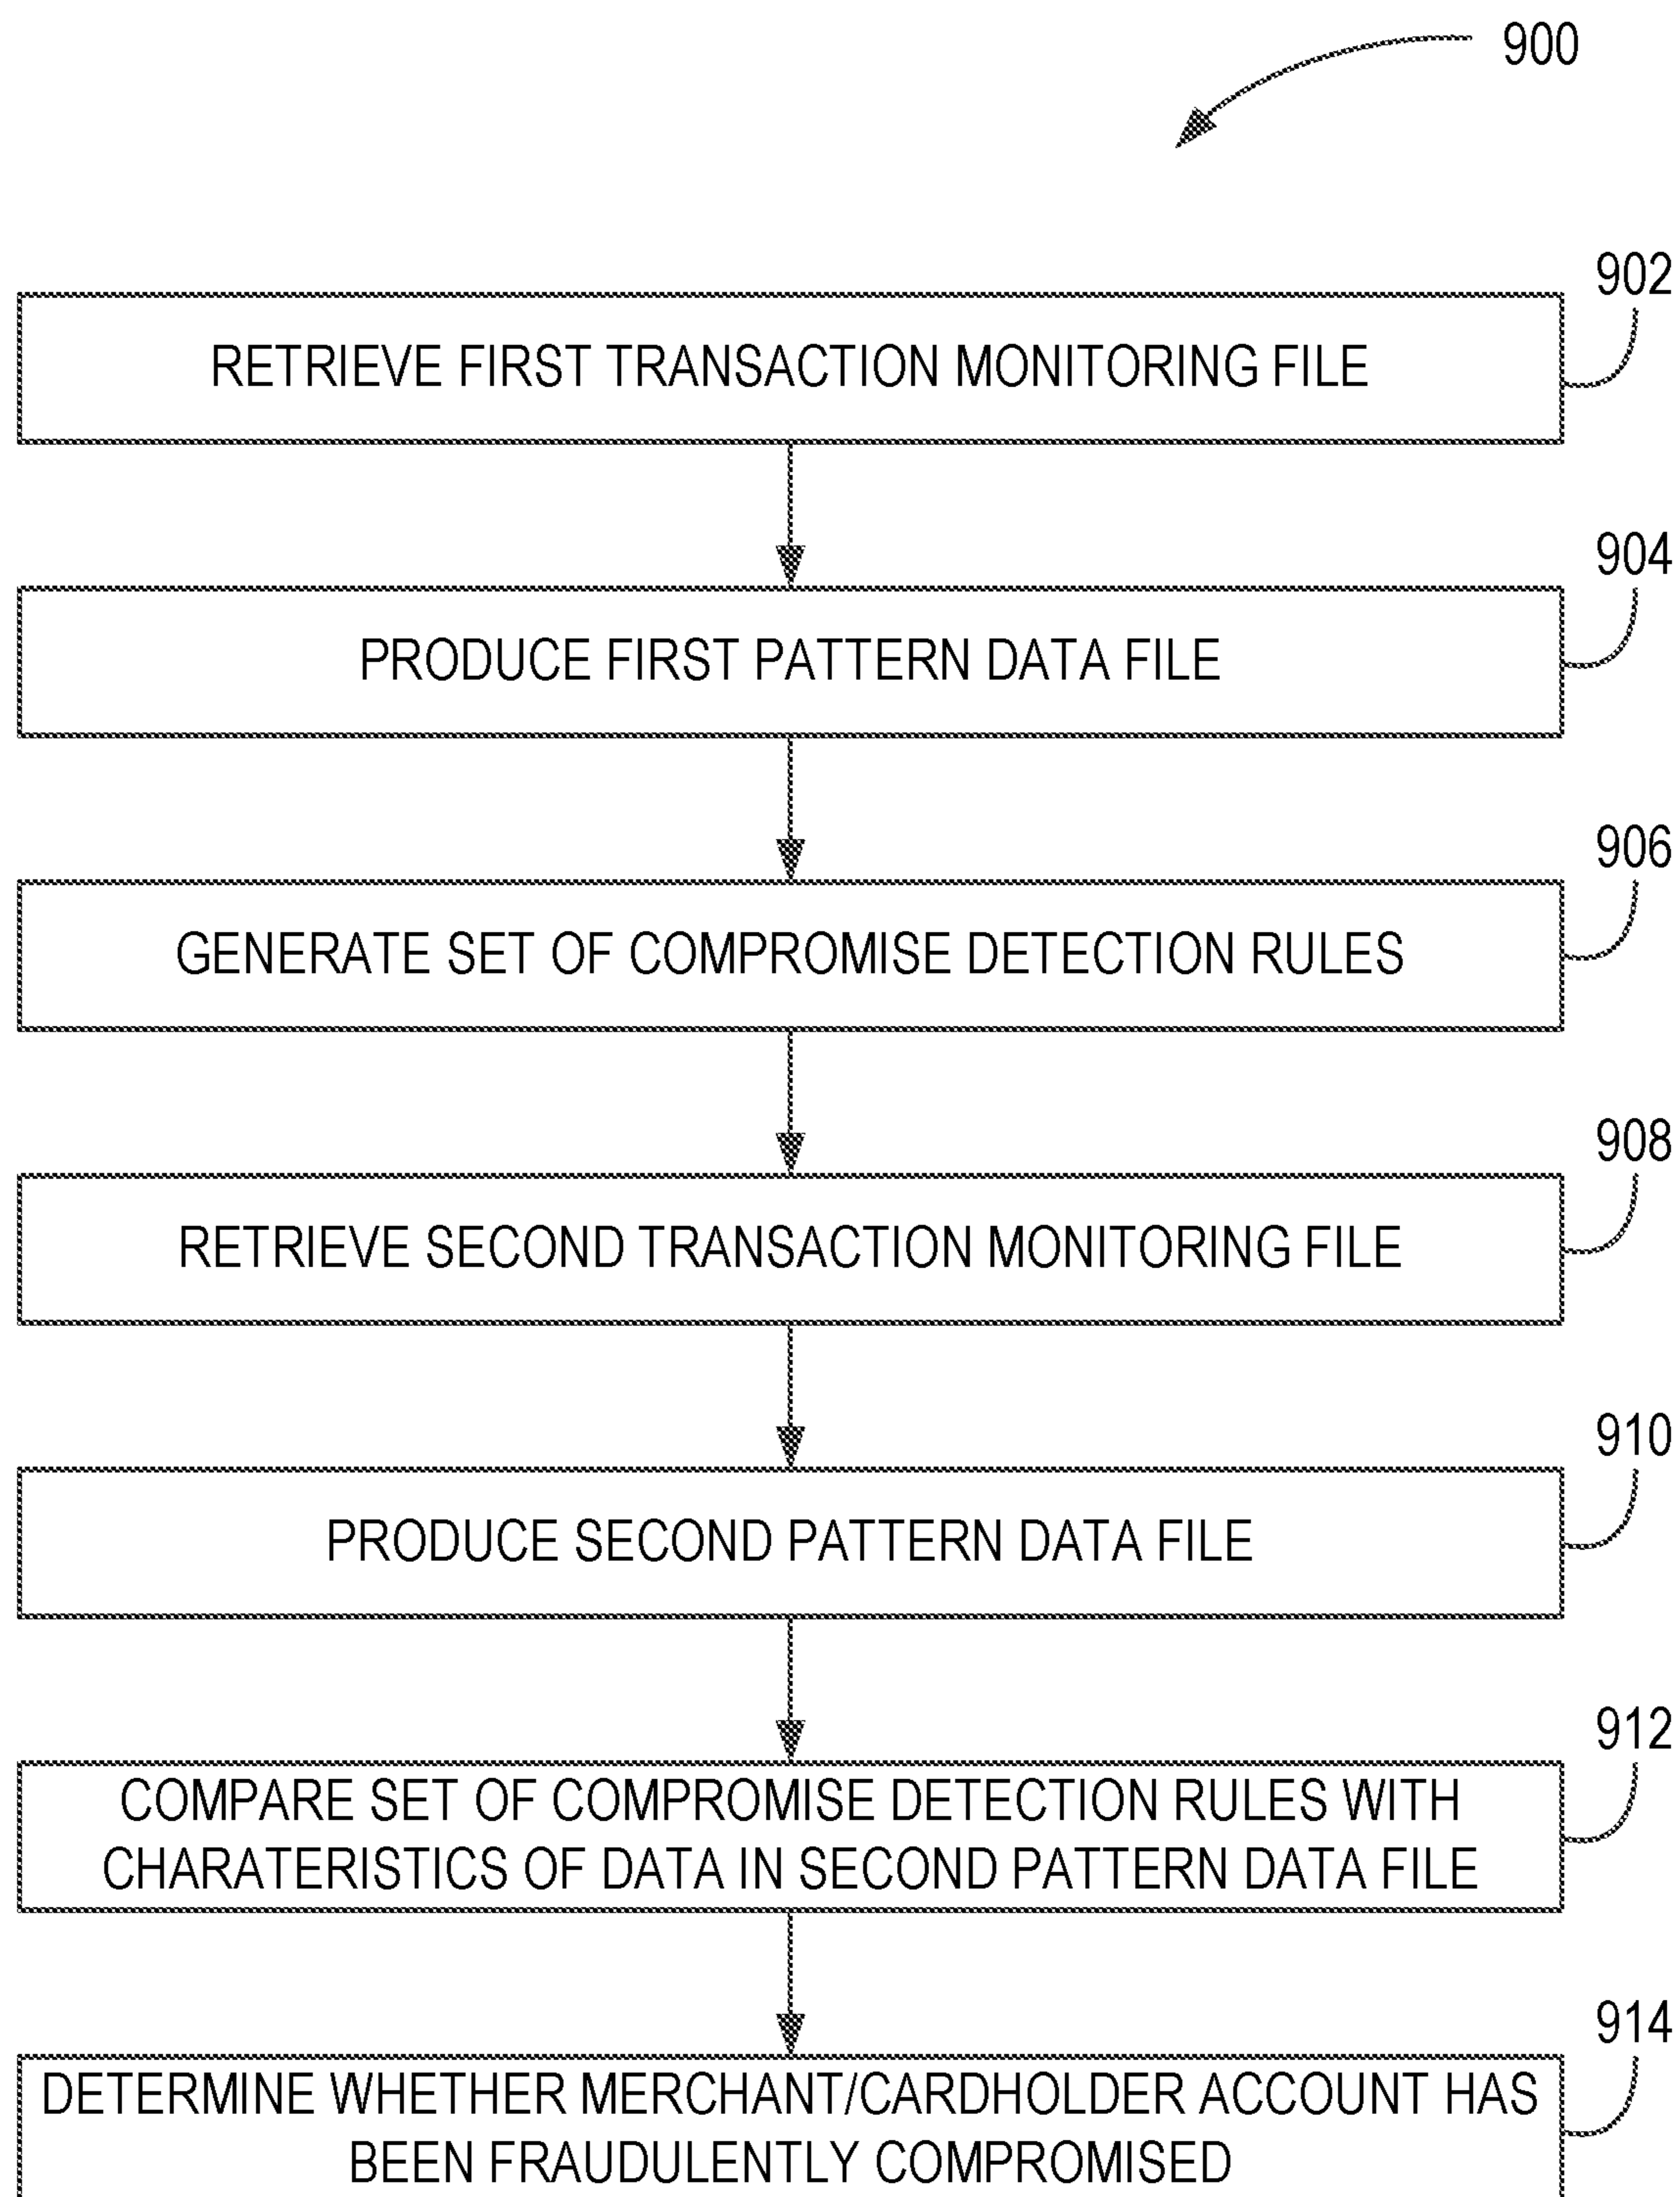 900
902
RETRIEVE FIRST TRANSACTION MONITORING FILE
904
PRODUCE FIRST PATTERN DATA FILE
906
GENERATE SET OF COMPROMISE DETECTION RULES
908
RETRIEVE SECOND TRANSACTION MONITORING FILE
910
PRODUCE SECOND PATTERN DATA FILE
912
COMPARE SET OF COMPROMISE DETECTION RULES WITH
CHARATERISTICS OF DATA IN SECOND PATTERN DATA FILE
914
DETERMINE WHETHER MERCHANT/CARDHOLDER ACCOUNT HAS
BEEN FRAUDULENTLY COMPROMISED